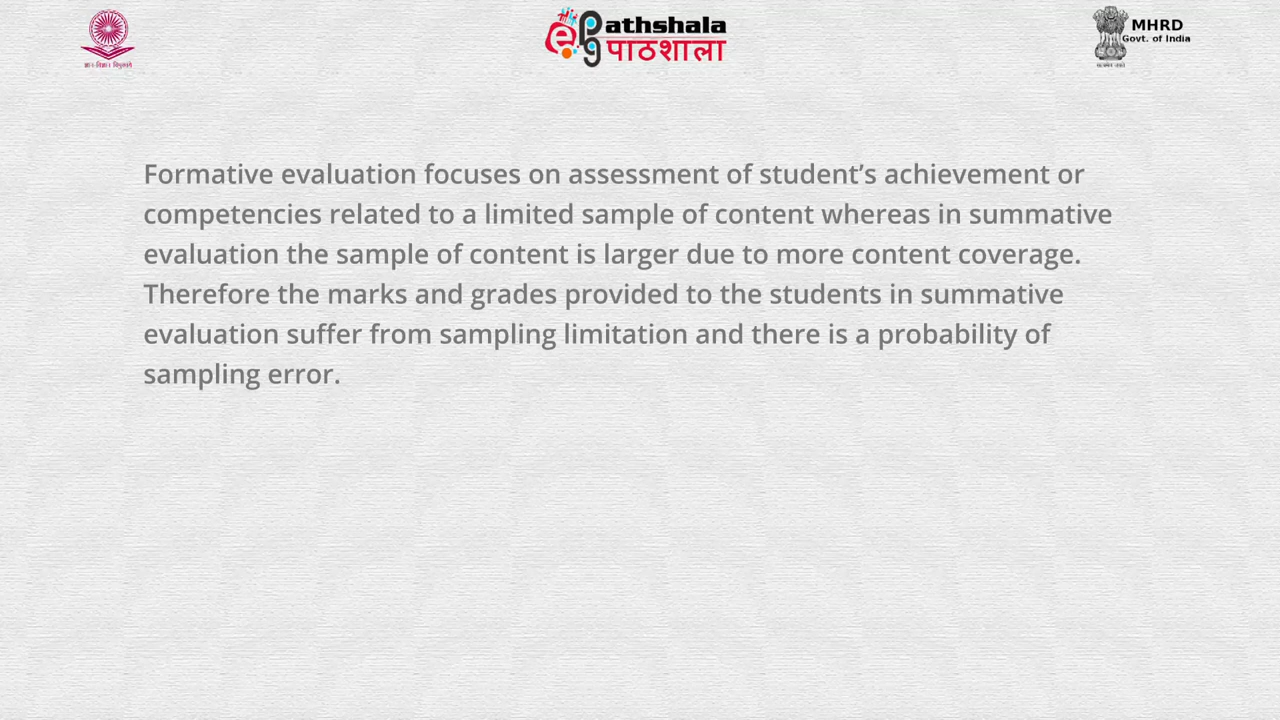 athshala
पाठशाला
MHRD
Govt. of India
Formative evaluation focuses on assessment of student’s achievement or
competencies related to a limited sample of content whereas in summative
evaluation the sample of content is larger due to more content coverage.
Therefore the marks and grades provided to the students in summative
evaluation suffer from sampling limitation and there is a probability of
sampling error.